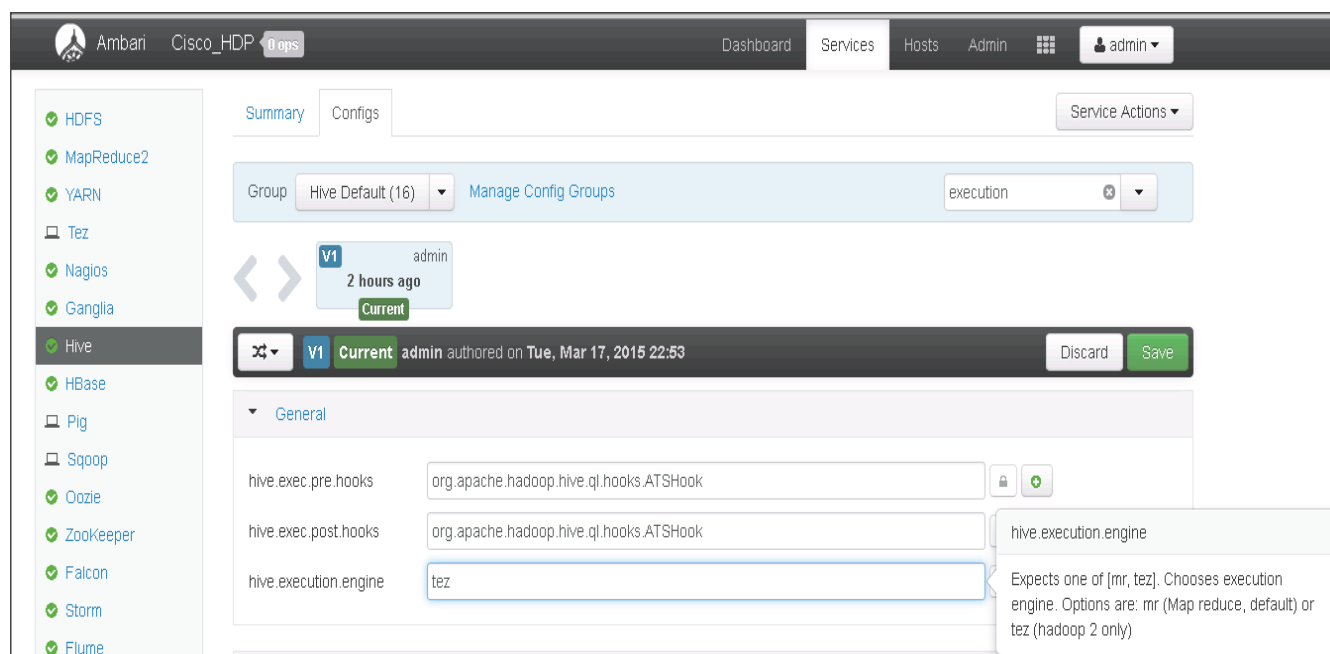 Ambari Cisco_HDP 0 ops Dashboard Services Hosts Admin admin
HDFS
MapReduce2
YARN
Tez
Nagios
Ganglia
Hive
HBase
Pig
Sqoop
Oozie
ZooKeeper
Falcon
Storm
Flume
Summary Configs Service Actions
Group Hive Default (16) Manage Config Groups execution
V1 admin
2 hours ago
Current
V1 Current admin authored on Tue, Mar 17, 2015 22:53 Discard Save
General
hive.exec.pre.hooks org.apache.hadoop.hive.ql.hooks.ATSHook
hive.exec.post.hooks org.apache.hadoop.hive.ql.hooks.ATSHook
hive.execution.engine tez
hive.execution.engine
Expects one of [mr, tez]. Chooses execution
engine. Options are: mr (Map reduce, default) or
tez (hadoop 2 only)